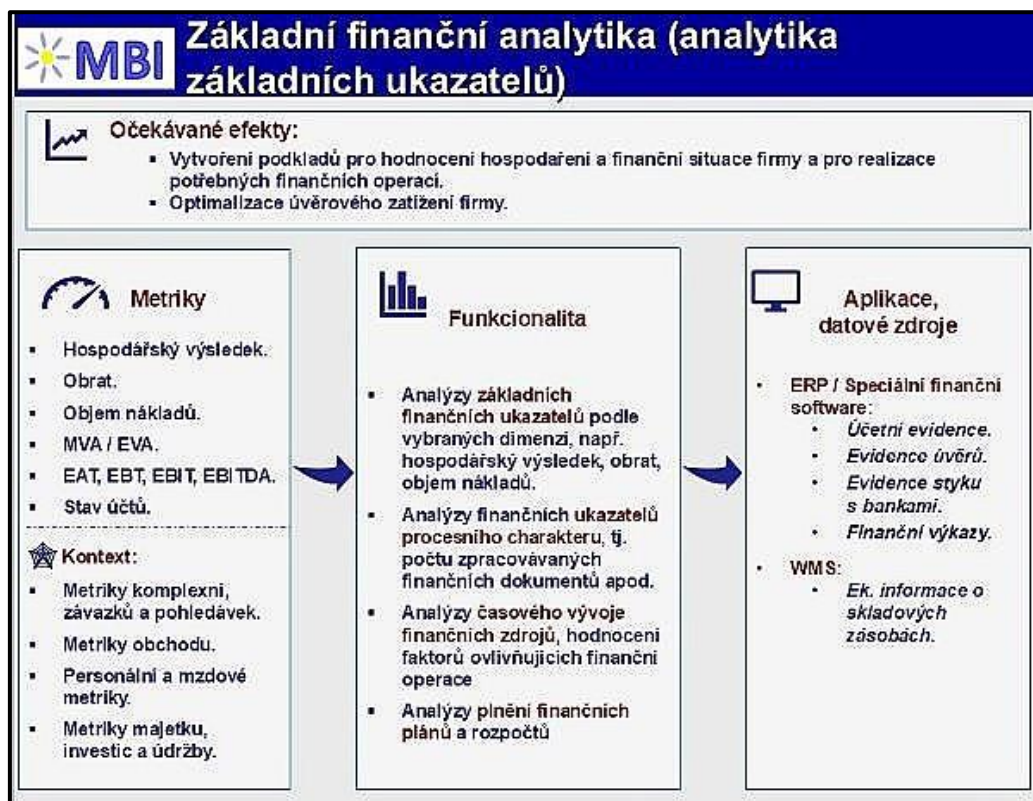 MBI
Základní finanční analytika (analytika
základních ukazatelů)
Očekávané efekty:
▪ Vytvoření podkladů pro hodnocení hospodaření a finanční situace firmy a pro realizace
potřebných finančních operací.
▪ Optimalizace úvěrového zatížení firmy.
Metriky
▪ Hospodářský výsledek.
▪ Obrat.
▪ Objem nákladů.
▪ MVA / EVA.
▪ EAT, EBT, EBIT, EBITDA.
▪ Stav účtů.
Kontext:
▪ Metriky komplexní,
závazků a pohledávek.
▪ Metriky obchodu.
▪ Personální a mzdové
metriky.
▪ Metriky majetku,
investic a údržby.
Funkcionalita
▪ Analýzy základních
finančních ukazatelů podle
vybraných dimenzí, např.
hospodářský výsledek, obrat,
objem nákladů.
▪ Analýzy finančních ukazatelů
procesního charakteru, tj.
počtu zpracovávaných
finančních dokumentů apod.
▪ Analýzy časového vývoje
finančních zdrojů, hodnocení
faktorů ovlivňujících finanční
operace
▪ Analýzy plnění finančních
plánů a rozpočtů
Aplikace,
datové zdroje
• ERP / Speciální finanční
software:
• Účetní evidence.
• Evidence úvěrů.
• Evidence styku
s bankami.
• Finanční výkazy.
• WMS:
• Ek. informace o
skladových
zásobách.